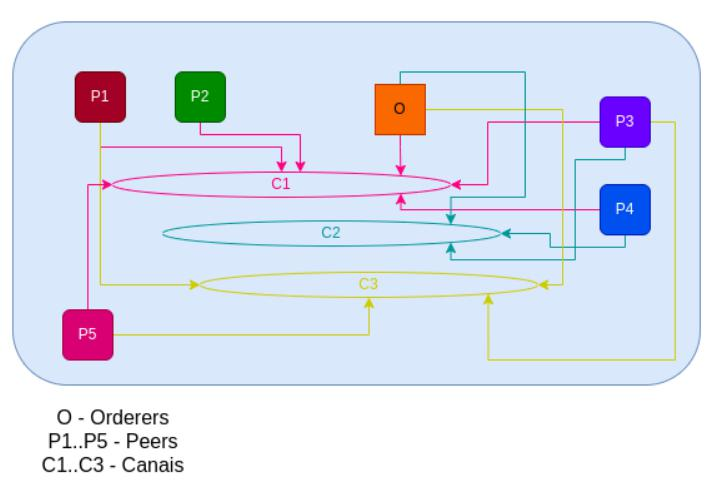 P1
P2
O
P3
C1
P4
C2
C3
P5
O - Orderers
P1..P5 - Peers
C1..C3 - Canais